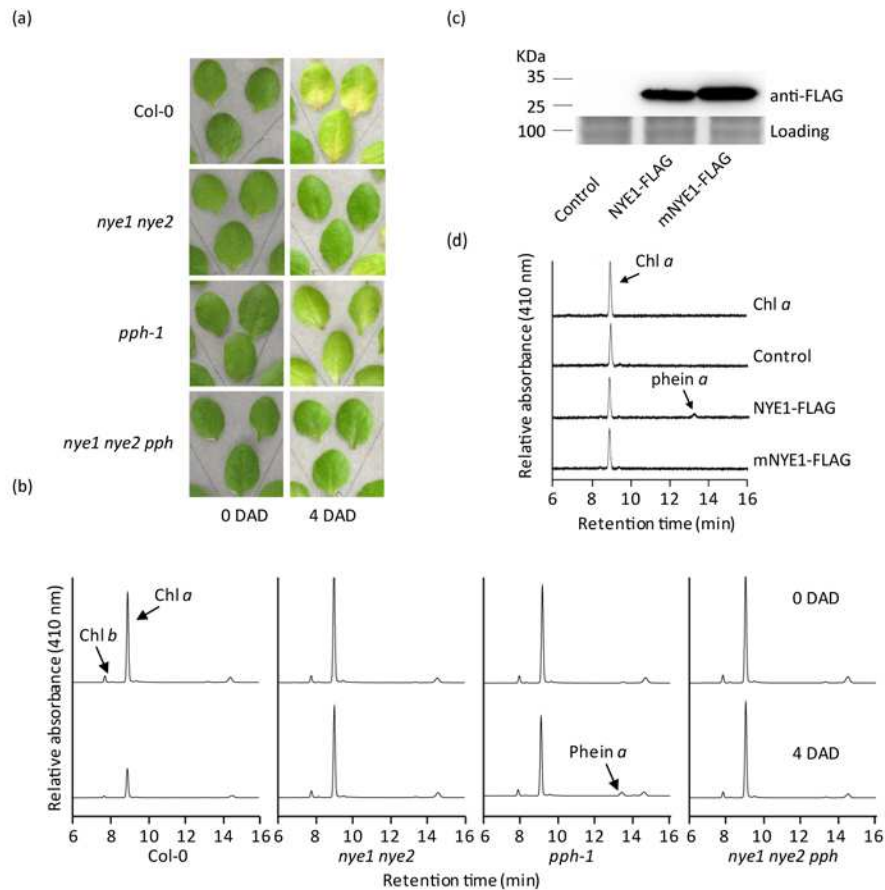 (a)
Col-0
nye1 nye2
pph-1
nye1 nye2 pph
0 DAD 4 DAD
(c)
KDa
35
25
100
anti-FLAG
Loading
Control
NYE1-FLAG
mNYE1-FLAG
(d)
Relative absorbance (410 nm)
Chl a
Chl a
Control
phein a
NYE1-FLAG
mNYE1-FLAG
6 8 10 12 14 16
Retention time (min)
(b)
Relative absorbance (410 nm)
Chl b
Chl a
0 DAD
Phein a
4 DAD
6 8 10 12 14 16 6 8 10 12 14 16 6 8 10 12 14 16 6 8 10 12 14 16
Col-0 nye1 nye2 pph-1 nye1 nye2 pph
Retention time (min)